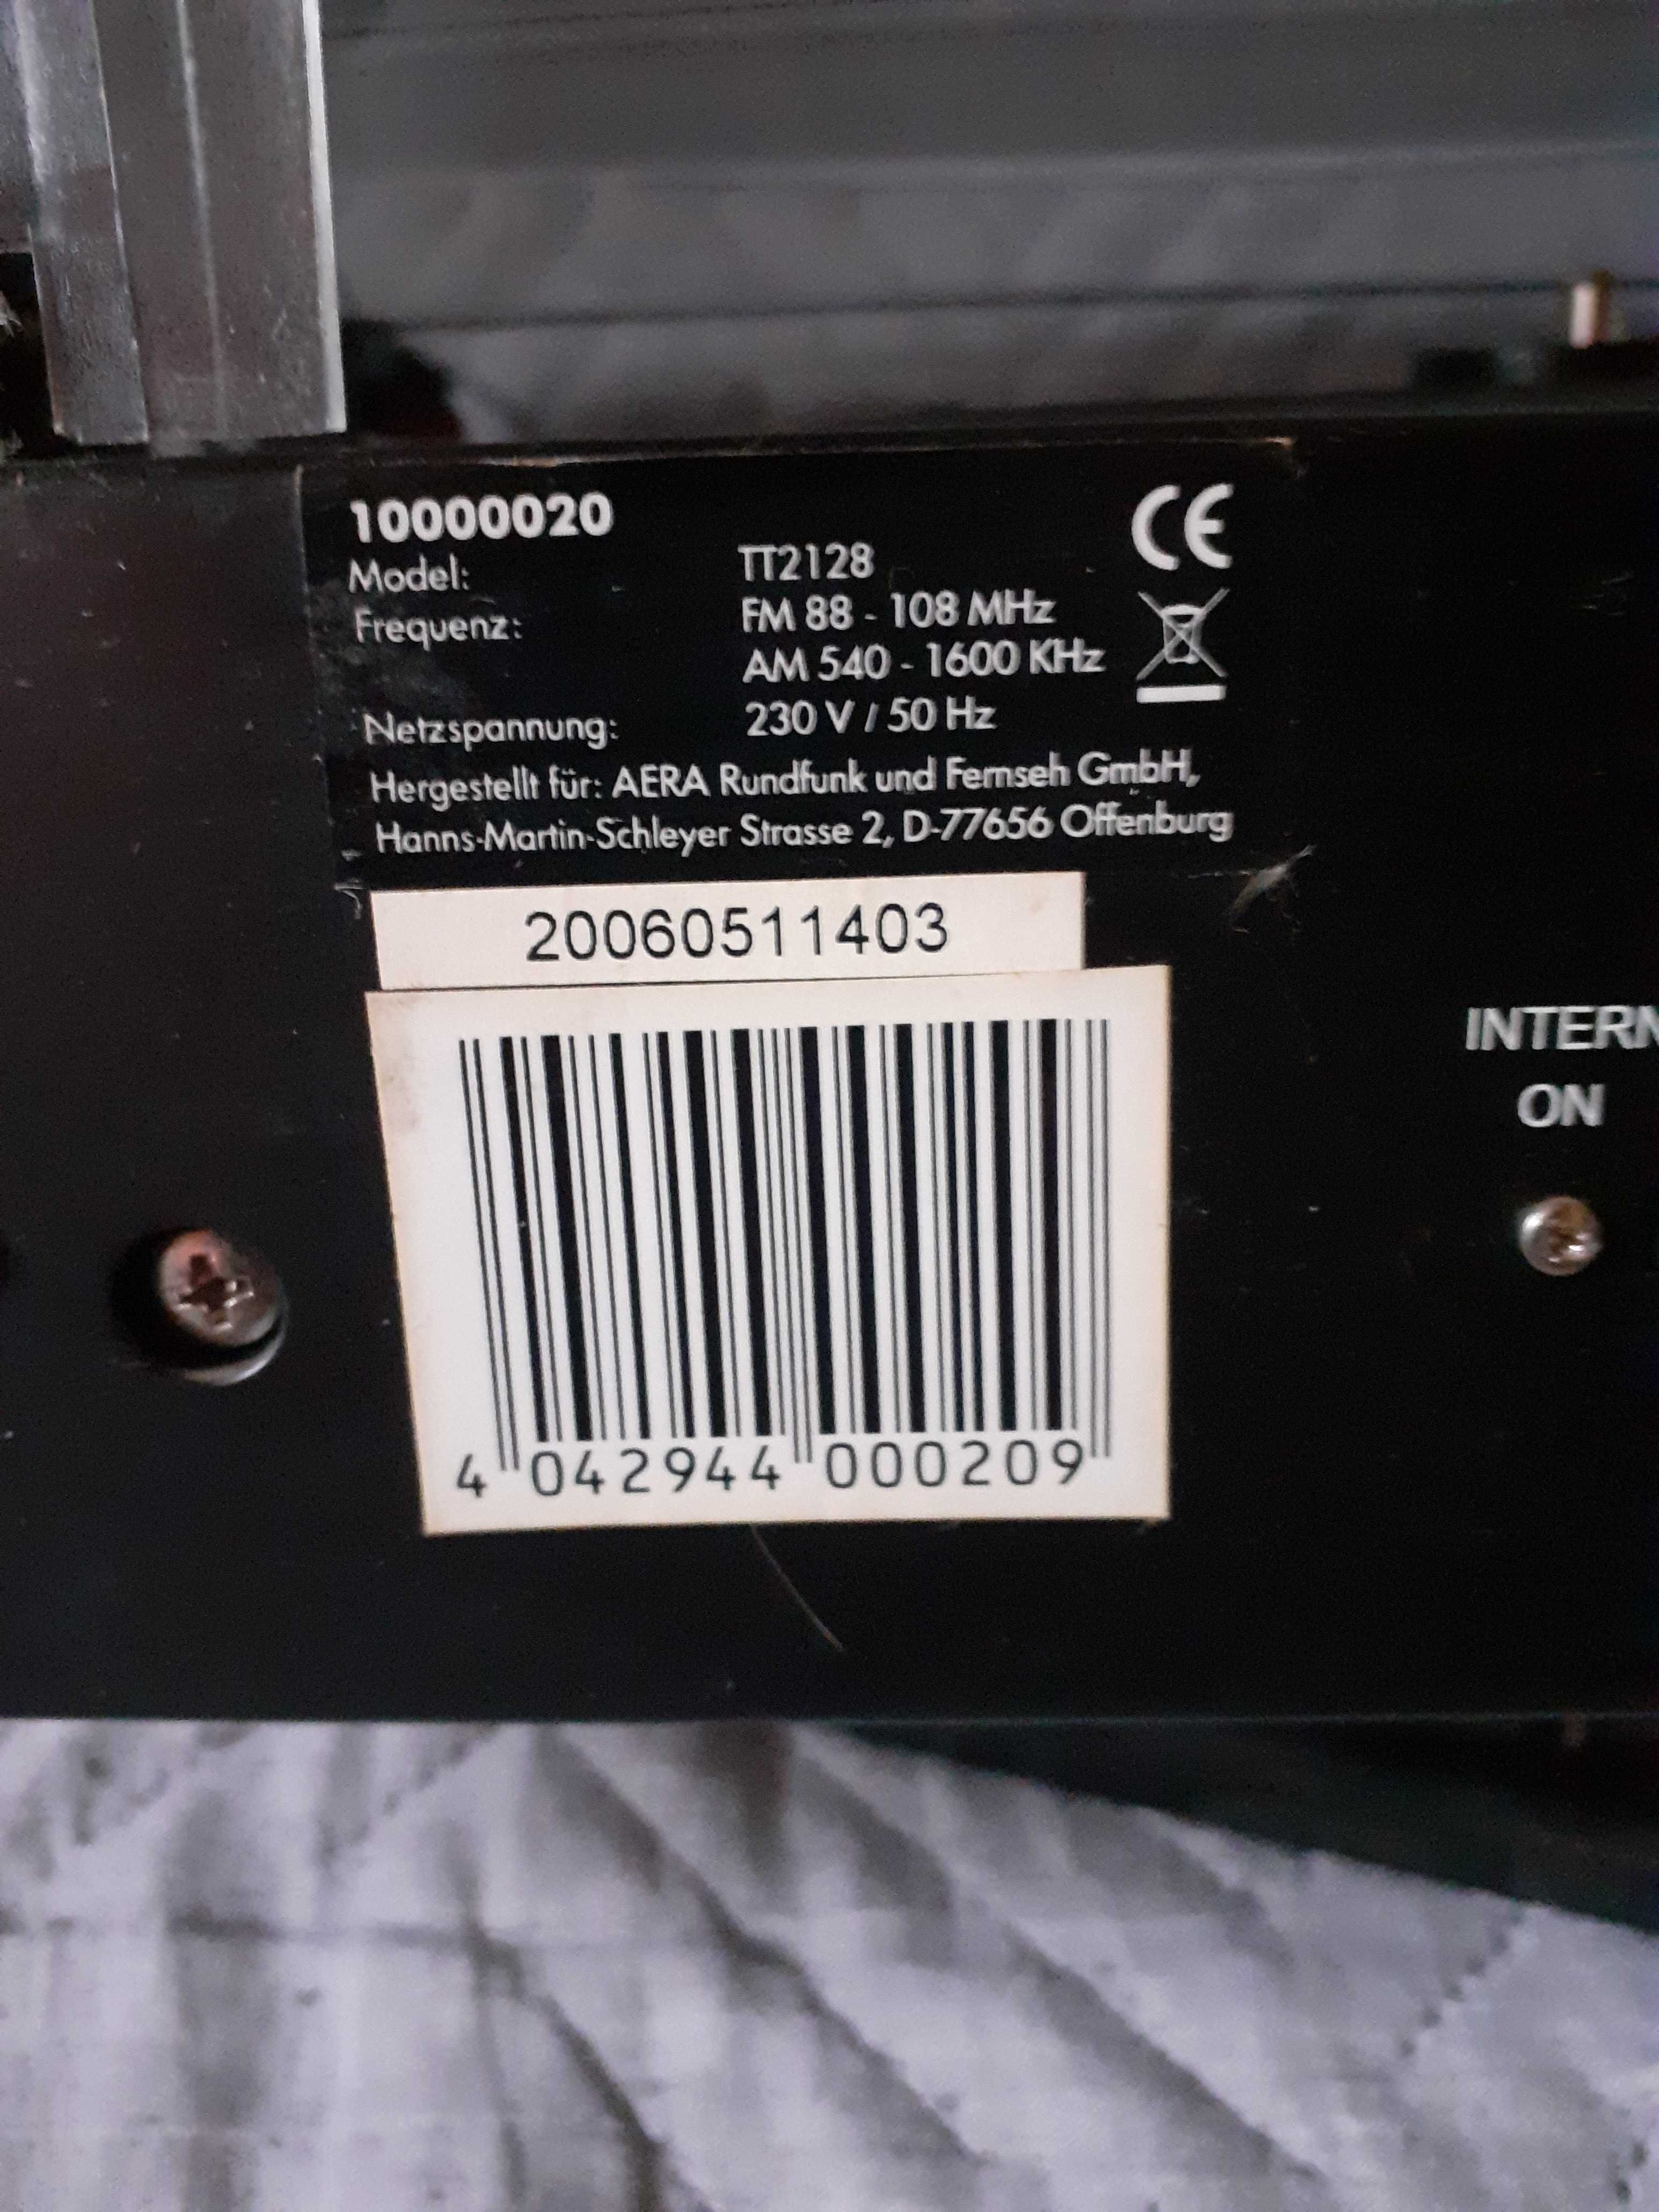 10000020
CE
Model: TT2128
Frequenz: FM 88 - 108 MHz
AM 540 - 1600 KHz
Netzspannung: 230 V / 50 Hz
Hergestellt für: AERA Rundfunk und Fernseh GmbH,
Hanns-Martin-Schleyer Strasse 2, D-77656 Offenburg
20060511403
INTERN
ON
4 042944 000209